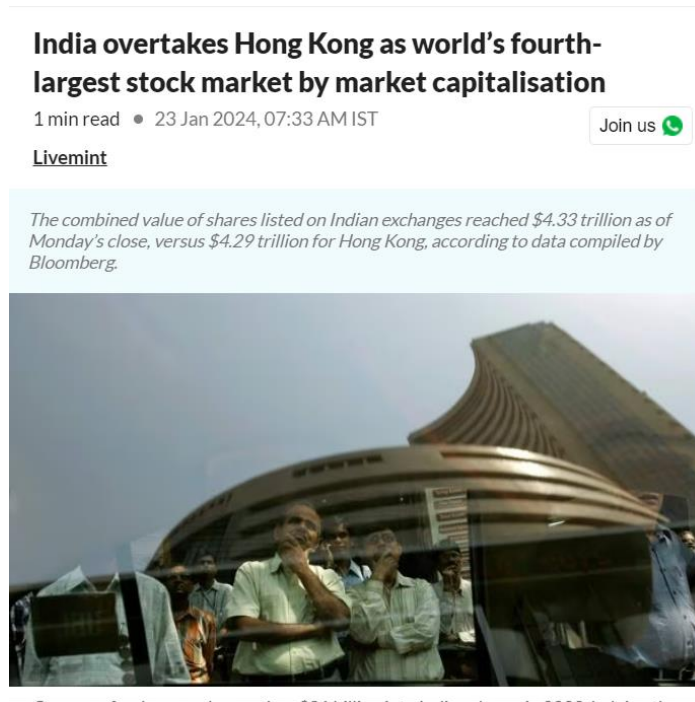 India overtakes Hong Kong as world's fourth-
largest stock market by market capitalisation
1 min read • 23 Jan 2024, 07:33 AM IST
Join us
Livemint
The combined value of shares listed on Indian exchanges reached $4.33 trillion as of
Monday's close, versus $4.29 trillion for Hong Kong, according to data compiled by
Bloomberg.